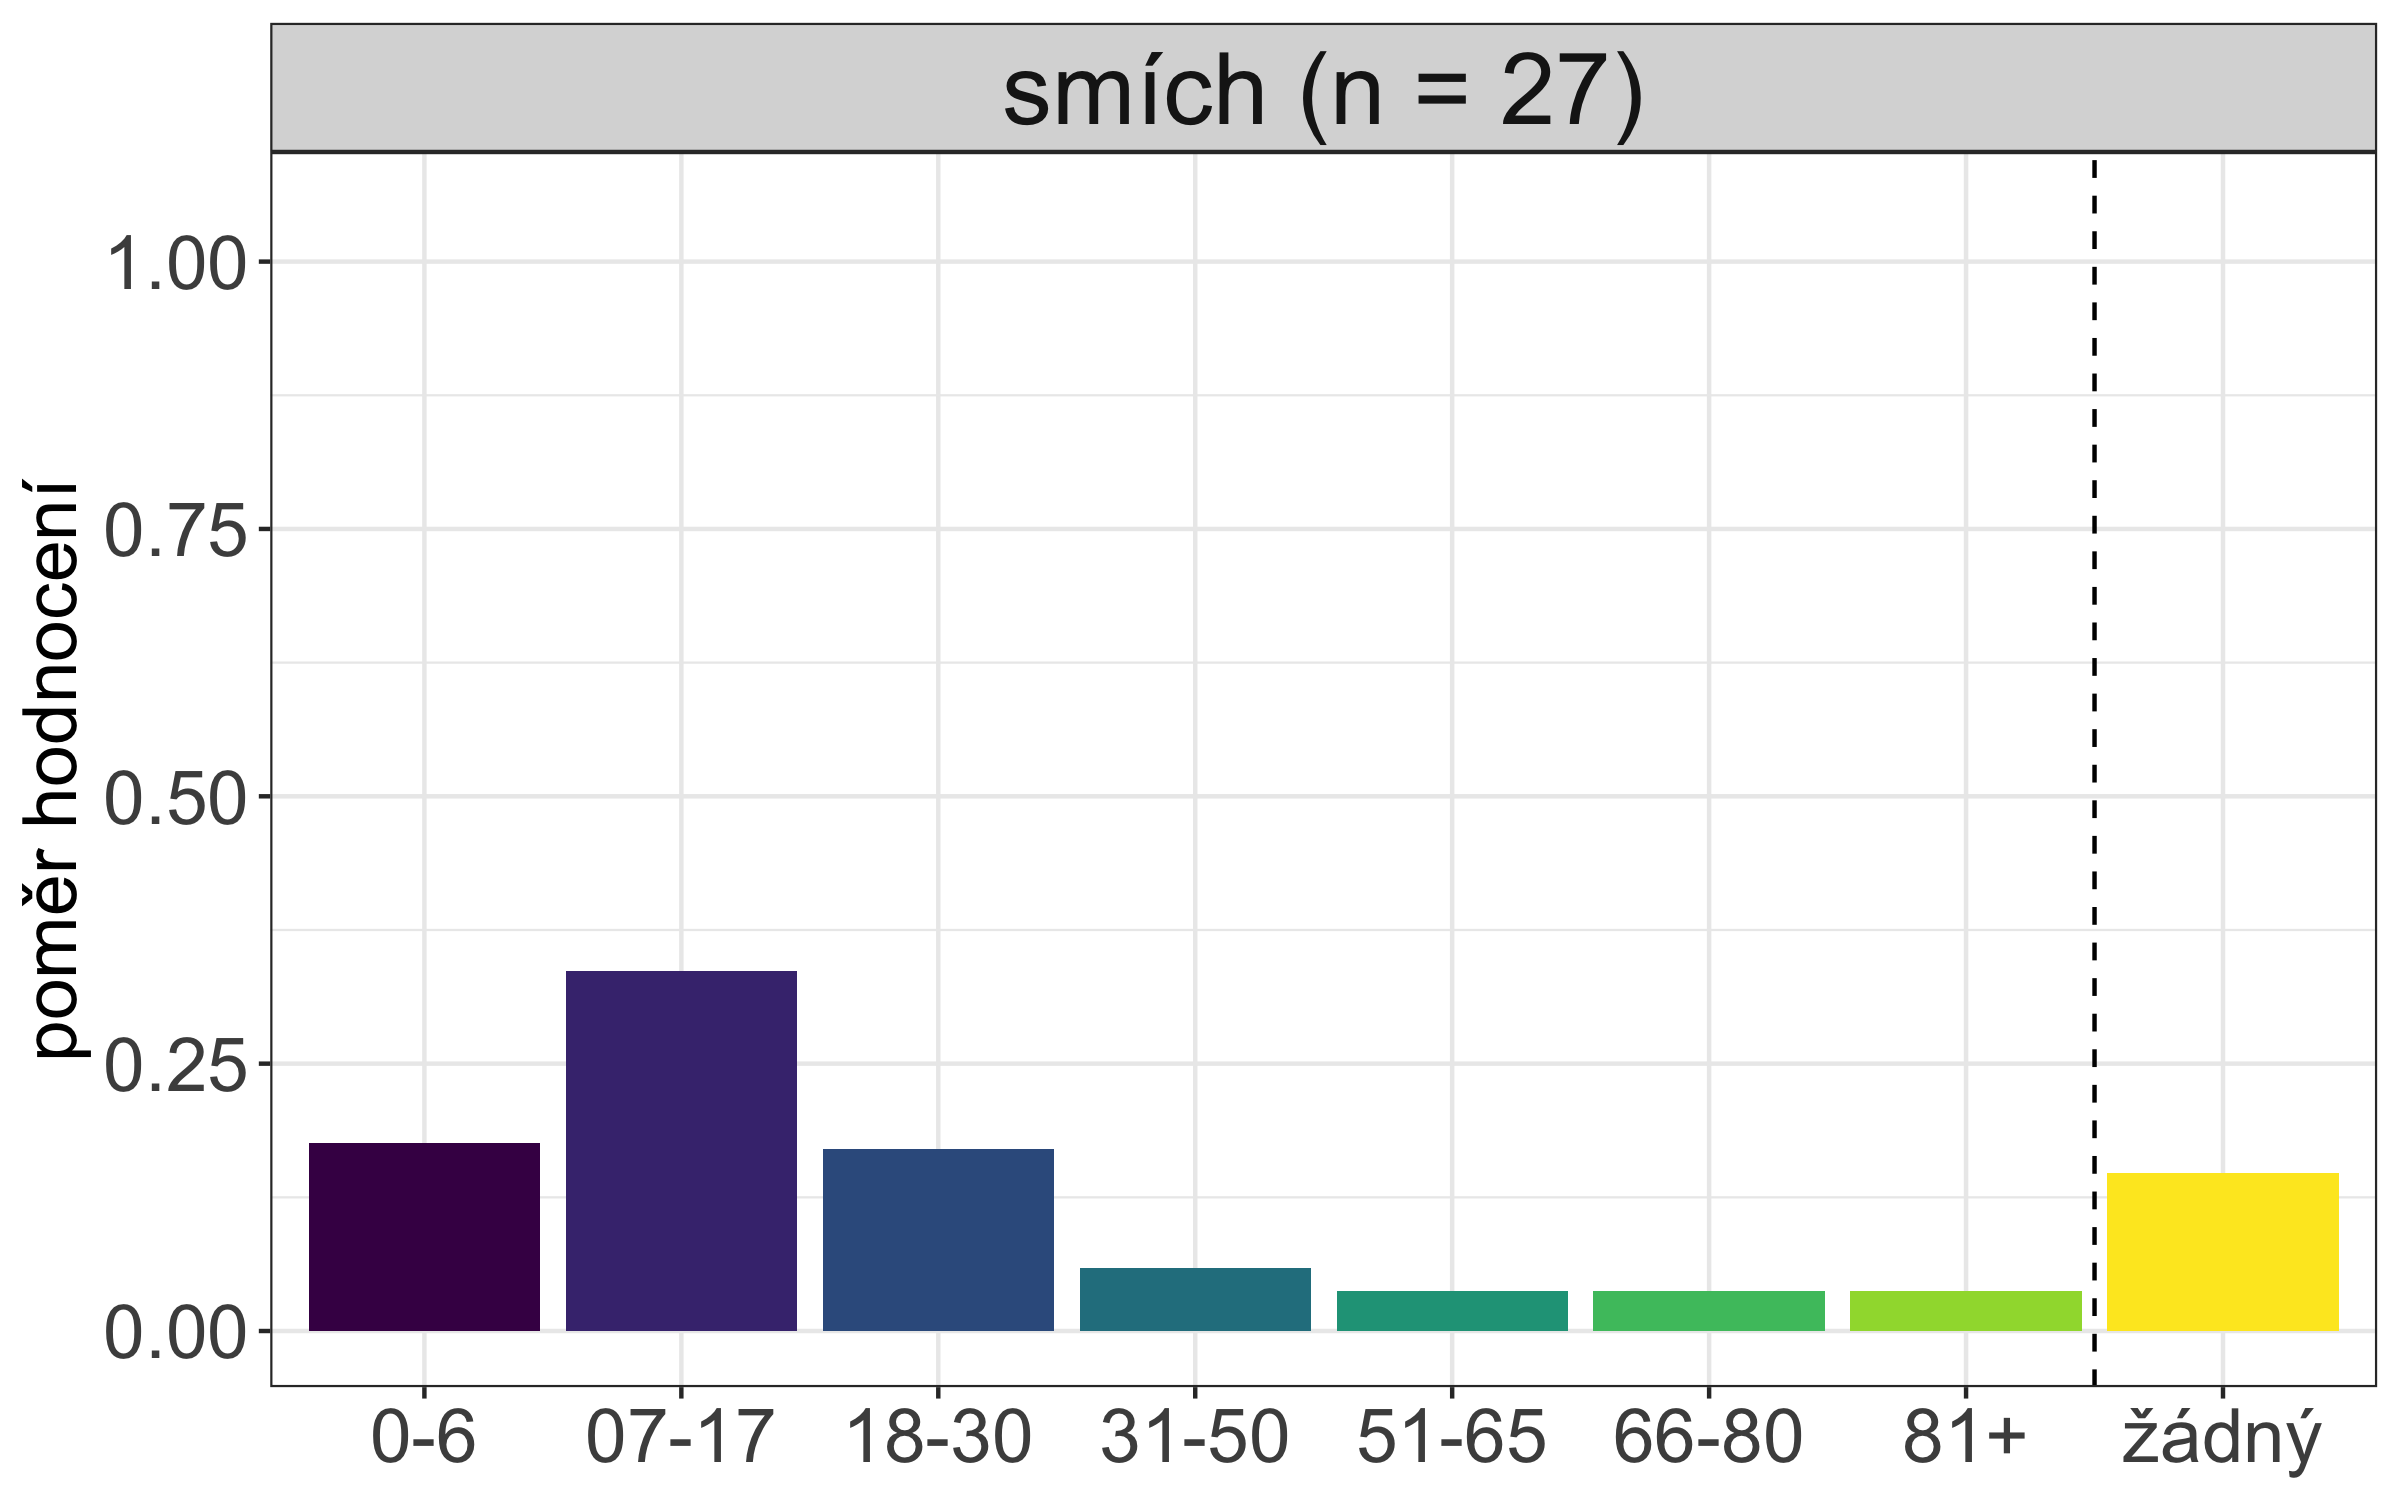 smích (n = 27)
poměr hodnocení
1.00
0.75
0.50
0.25
0.00
0-6 07-17 18-30 31-50 51-65 66-80 81+ žádný